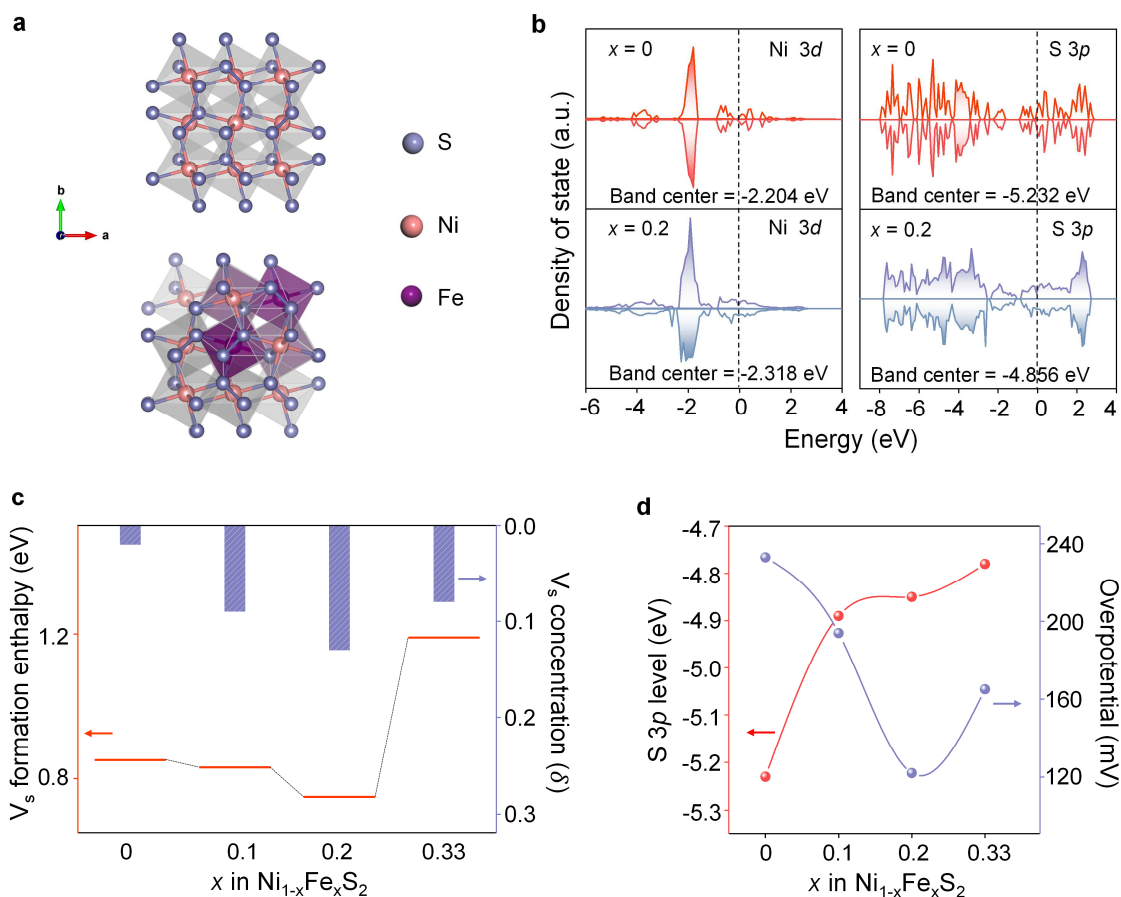 a
b
a
S
Ni
Fe
b
Density of state (a.u.)
x = 0
Ni 3d
Band center = -2.204 eV
x = 0
S 3p
Band center = -5.232 eV
x = 0.2
Ni 3d
Band center = -2.318 eV
x = 0.2
S 3p
Band center = -4.856 eV
-6 -4 -2 0 2 4
-8 -6 -4 -2 0 2 4
Energy (eV)
c
Vs formation enthalpy (eV)
1.2
0.8
0.0
0.1
0.2
0.3
Vs concentration (δ)
0 0.1 0.2 0.33
x in Ni1-xFexS2
d
S 3p level (eV)
-4.7
-4.8
-4.9
-5.0
-5.1
-5.2
-5.3
240
200
160
120
Overpotential (mV)
0 0.1 0.2 0.33
x in Ni1-xFexS2